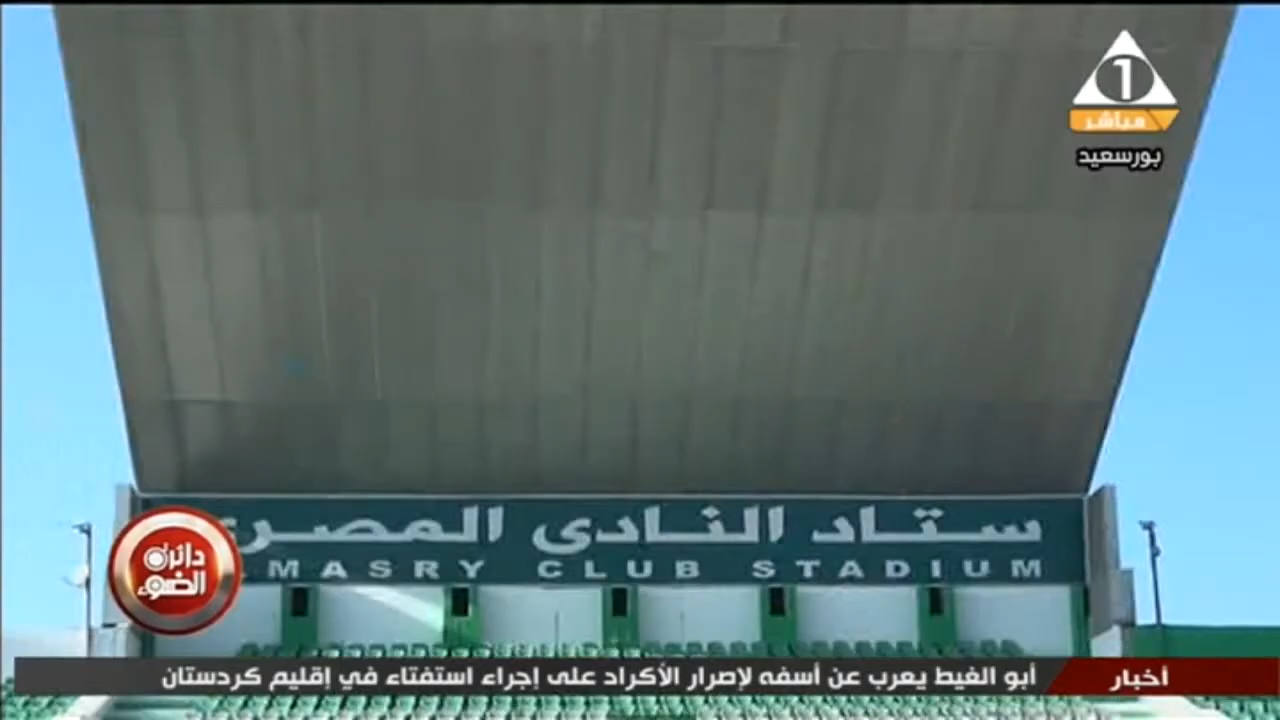 1
مباشر
بورسعيد
ستاد النادى المصرى
MASRY CLUB STADIUM
دائرة
الضوء
أخبار
أبو الغيط يعرب عن أسفه لإصرار الأكراد على إجراء استفتاء في إقليم كردستان